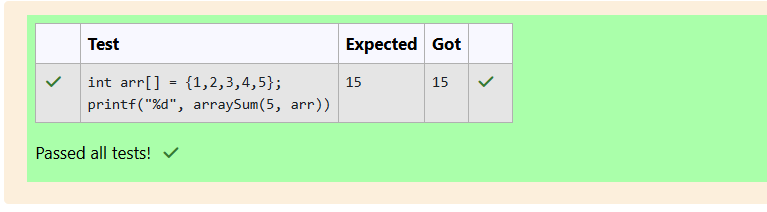 Test Expected Got
int arr[] = {1,2,3,4,5}; 15 15
printf("%d", arraySum(5, arr))
Passed all tests!